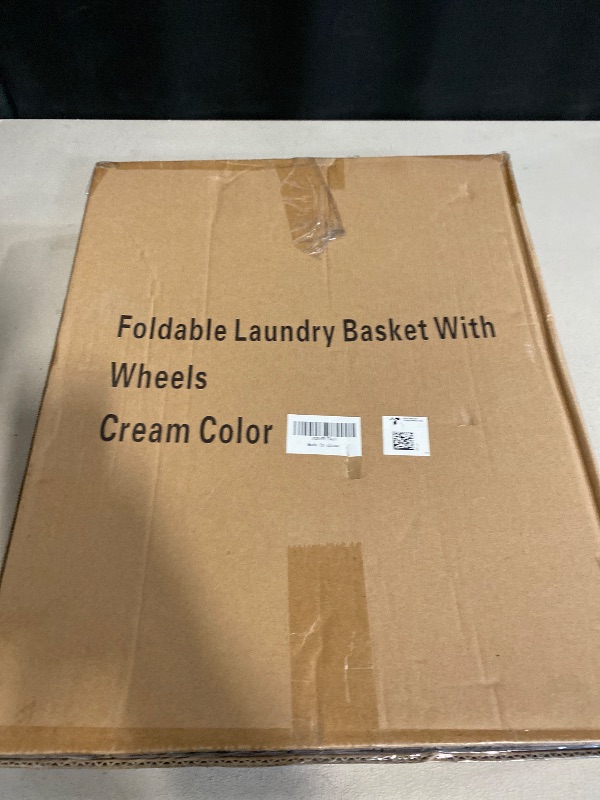 Foldable Laundry Basket With
Wheels
Cream Color